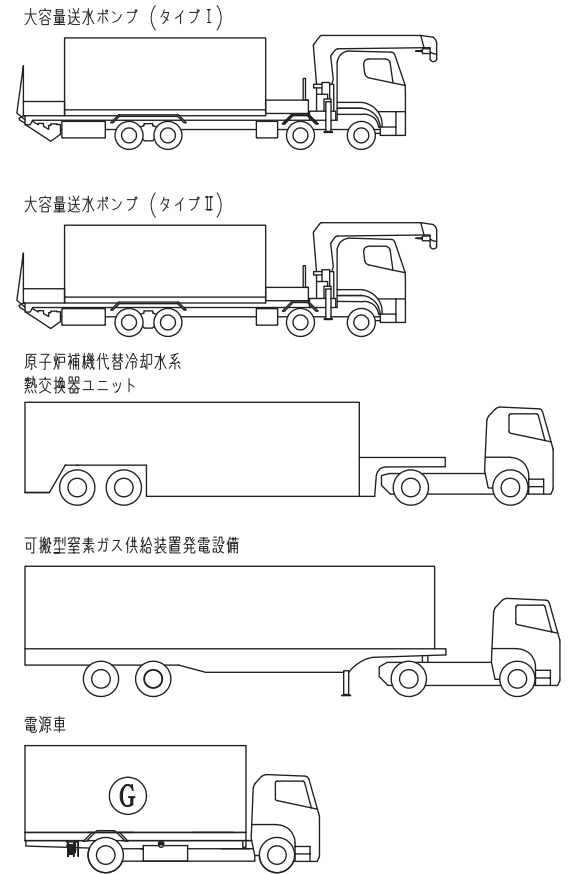 大容量送水ポンプ（タイプⅠ）
大容量送水ポンプ（タイプⅡ）
原子炉補機代替冷却水系
熱交換器ユニット
可搬型窒素ガス供給装置発電設備
電源車
G